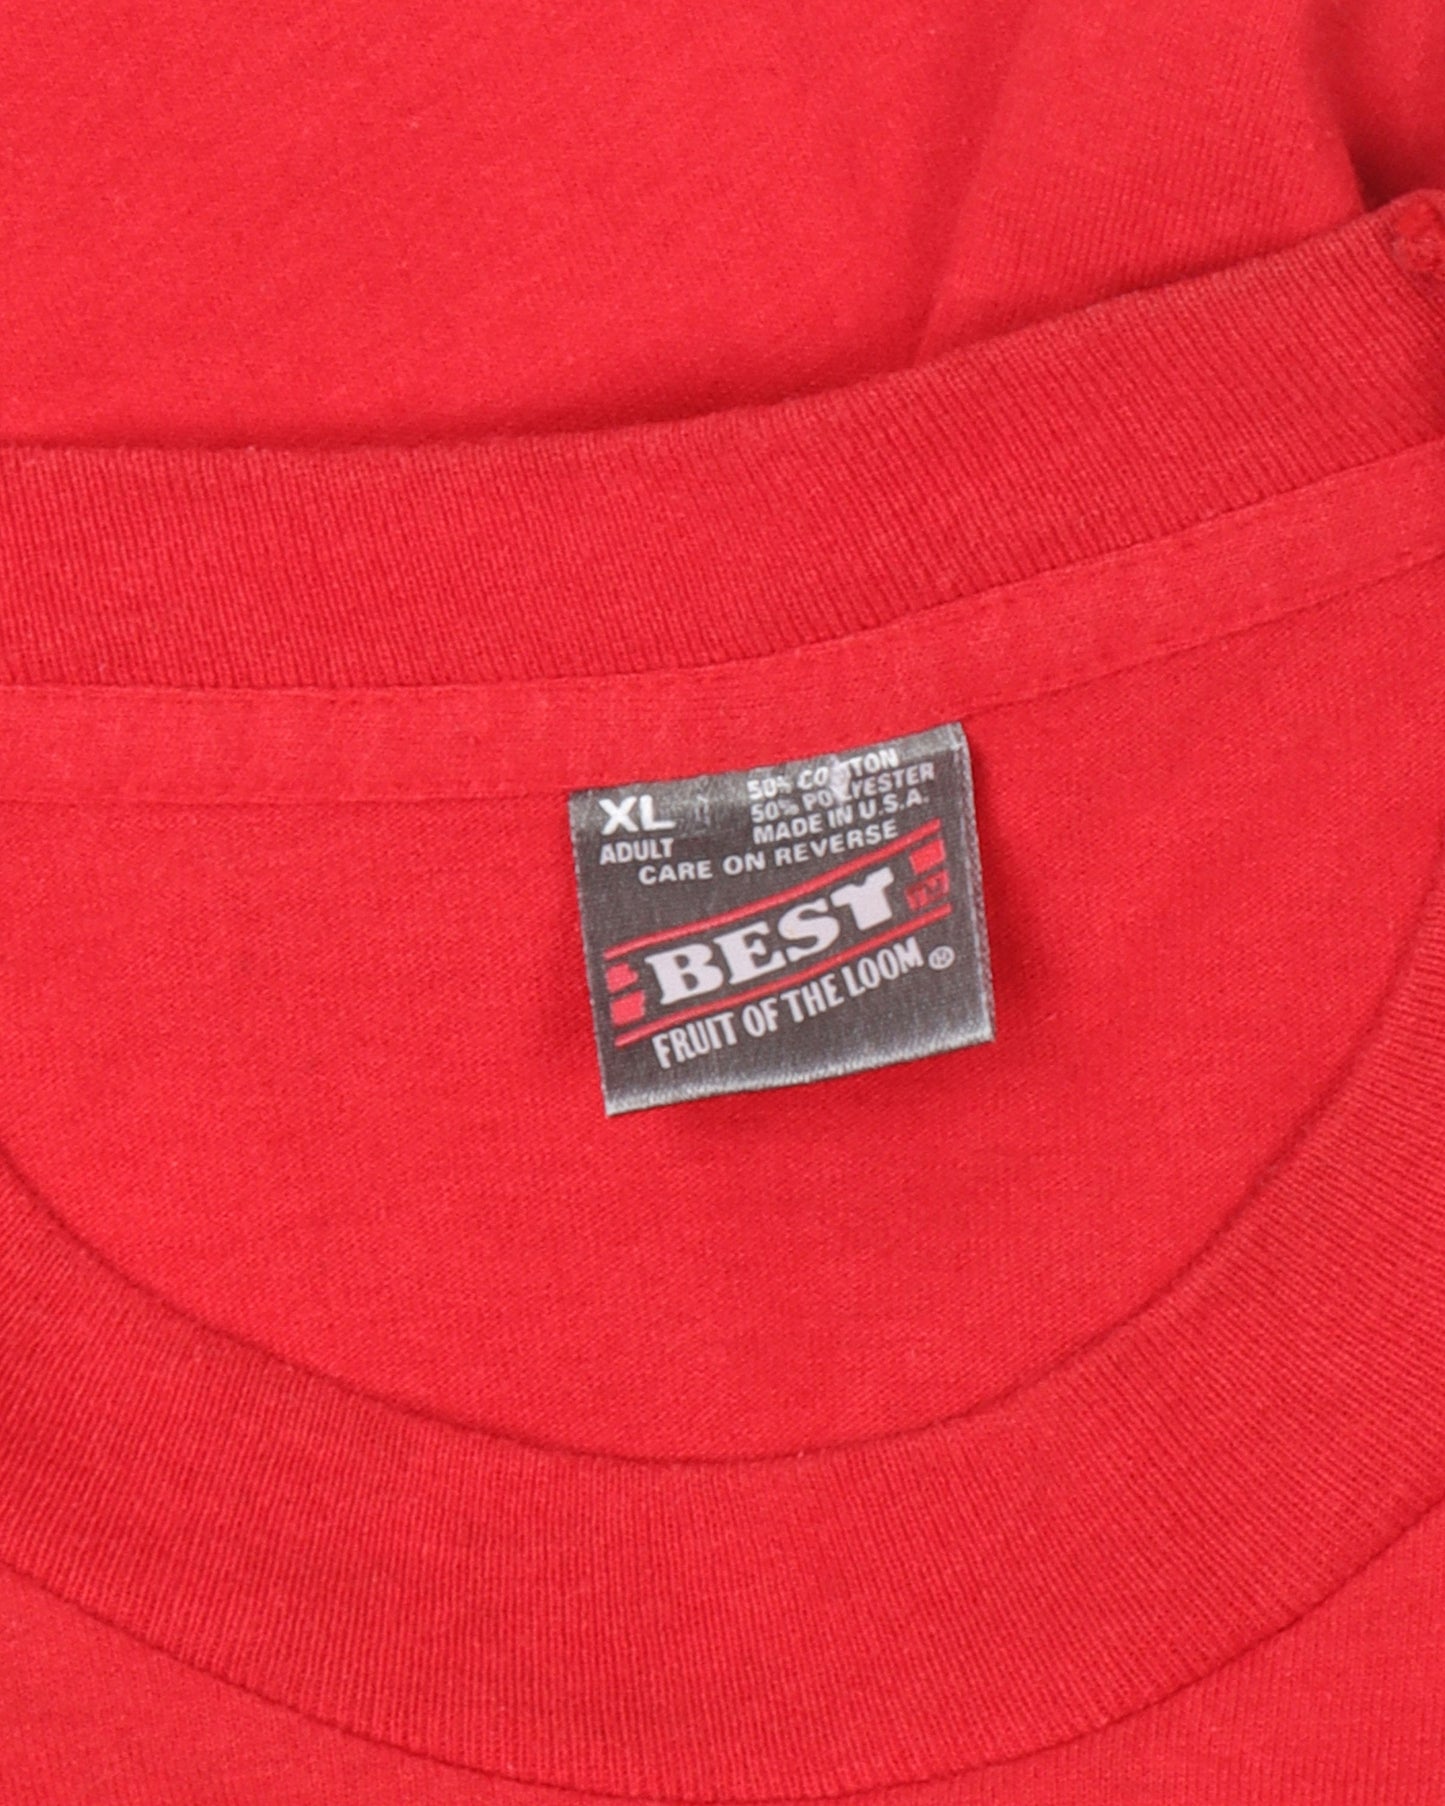 XL
ADULT
50% COTTON
50% POLYESTER
MADE IN U.S.A.
CARE ON REVERSE
BEST
FRUIT OF THE LOOM ®